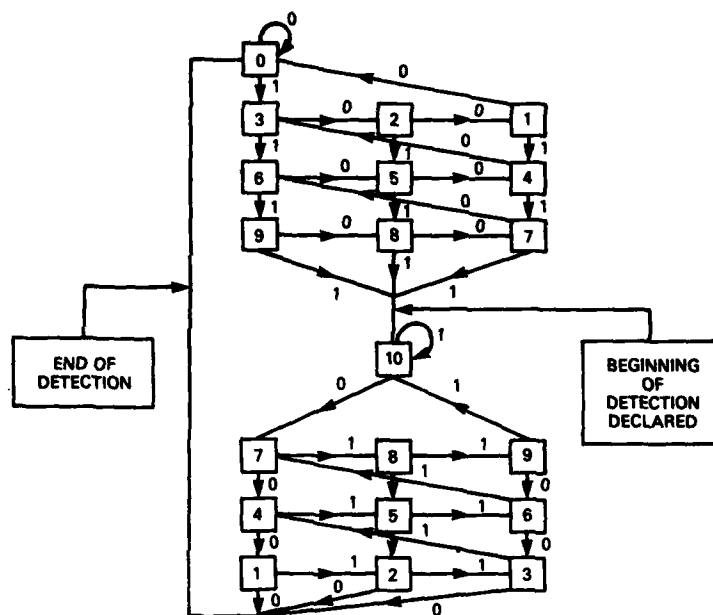 0
0
0
1
3 0 2 0 1
1 1 0 1
6 0 5 0 4
1 1 0 1
9 0 8 0 7
1 1 1
END OF
DETECTION
10 1
BEGINNING
OF
DETECTION
DECLARED
0 1
7 1 8 1 9
0 1 0
4 1 5 1 6
0 1 0
1 1 2 1 3
0 0 0